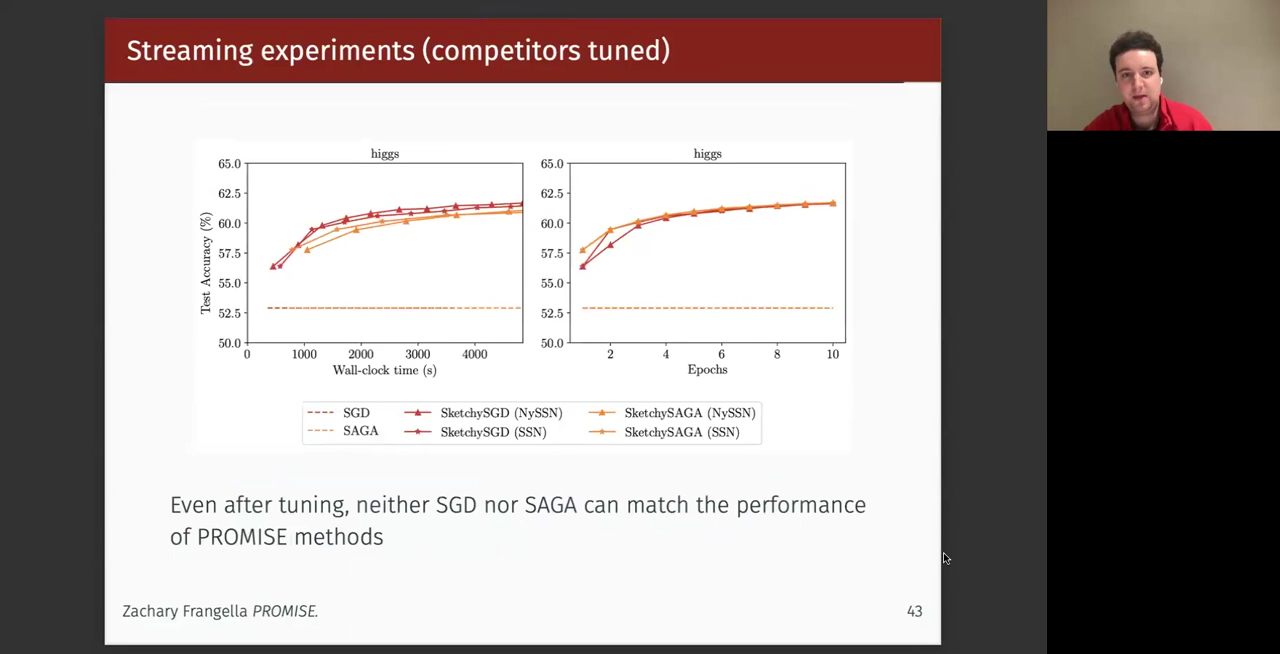 Streaming experiments (competitors tuned)
higgs
65.0
62.5
60.0
57.5
55.0
52.5
50.0
Test Accuracy (%)
0 1000 2000 3000 4000
Wall-clock time (s)
higgs
65.0
62.5
60.0
57.5
55.0
52.5
50.0
2 4 6 8 10
Epochs
SGD SketchySGD (NySSN) SketchySAGA (NySSN)
SAGA SketchySGD (SSN) SketchySAGA (SSN)
Even after tuning, neither SGD nor SAGA can match the performance
of PROMISE methods
Zachary Frangella PROMISE. 43